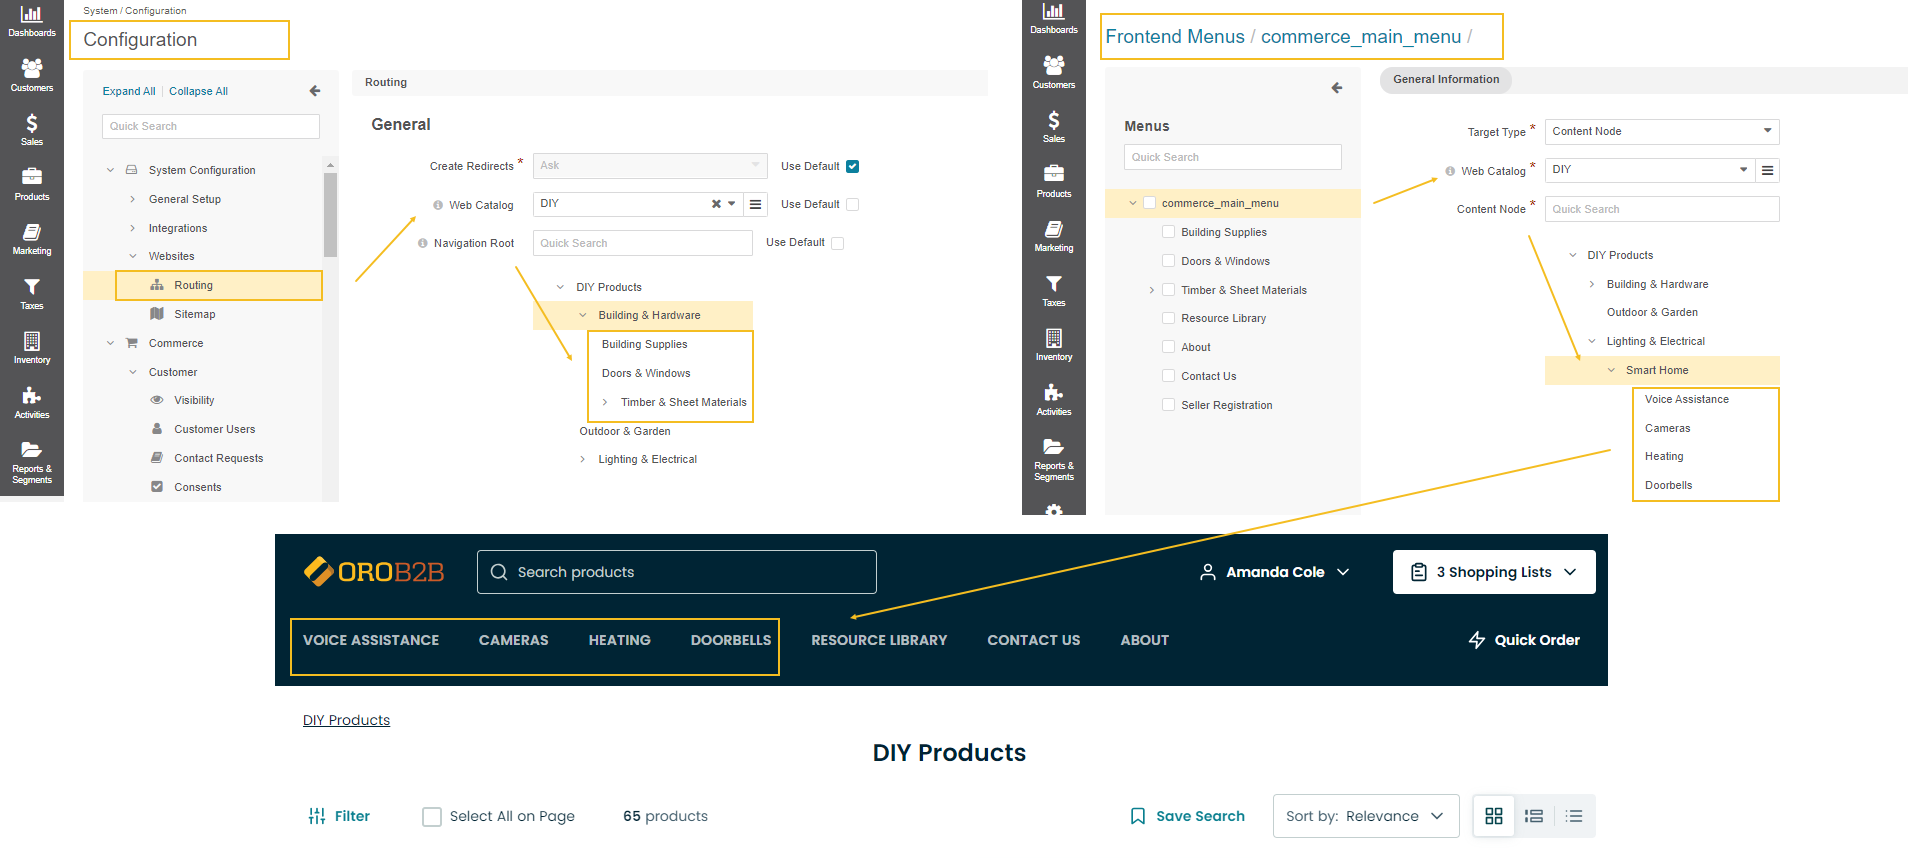 System / Configuration
Configuration
Dashboards
Customers
Sales
Products
Marketing
Taxes
Inventory
Activities
Reports &
Segments
Expand All | Collapse All
Quick Search
System Configuration
General Setup
Integrations
Websites
Routing
Sitemap
Commerce
Customer
Visibility
Customer Users
Contact Requests
Consents
Routing
General
Create Redirects * Ask Use Default
Web Catalog DIY Use Default
Navigation Root Quick Search Use Default
DIY Products
Building & Hardware
Building Supplies
Doors & Windows
Timber & Sheet Materials
Outdoor & Garden
Lighting & Electrical
Dashboards
Customers
Sales
Products
Marketing
Taxes
Inventory
Activities
Reports &
Segments
Frontend Menus / commerce_main_menu /
Menus
Quick Search
commerce_main_menu
Building Supplies
Doors & Windows
Timber & Sheet Materials
Resource Library
About
Contact Us
Seller Registration
General Information
Target Type * Content Node
Web Catalog * DIY
Content Node * Quick Search
DIY Products
Building & Hardware
Outdoor & Garden
Lighting & Electrical
Smart Home
Voice Assistance
Cameras
Heating
Doorbells
OROB2B Search products Amanda Cole 3 Shopping Lists
VOICE ASSISTANCE CAMERAS HEATING DOORBELLS RESOURCE LIBRARY CONTACT US ABOUT Quick Order
DIY Products
DIY Products
Filter Select All on Page 65 products Save Search Sort by: Relevance